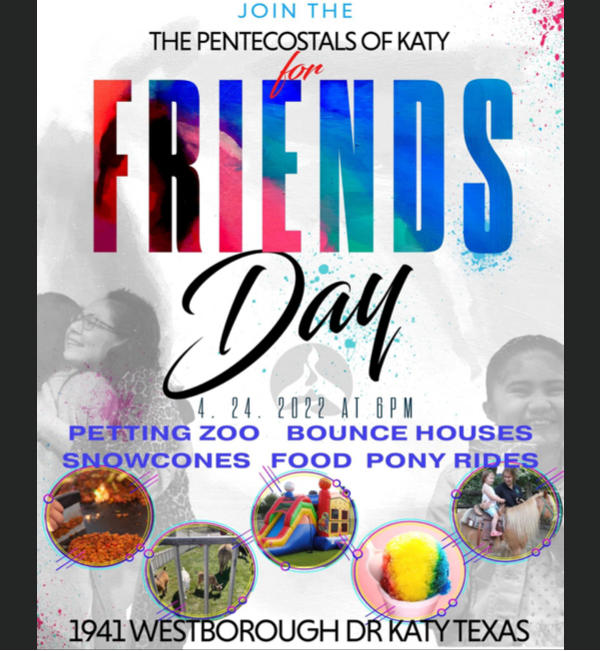 JOIN THE
THE PENTECOSTALS OF KATY
for
FRIENDS
Day
4. 24. 2022 AT 6PM
PETTING ZOO BOUNCE HOUSES
SNOWCONES FOOD PONY RIDES
1941 WESTBOROUGH DR KATY TEXAS